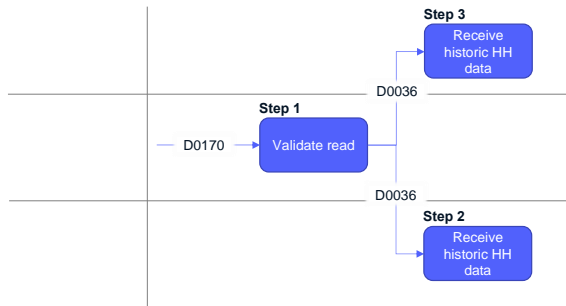 Step 3
Receive
historic HH
data
D0036
Step 1
D0170
Validate read
D0036
Step 2
Receive
historic HH
data